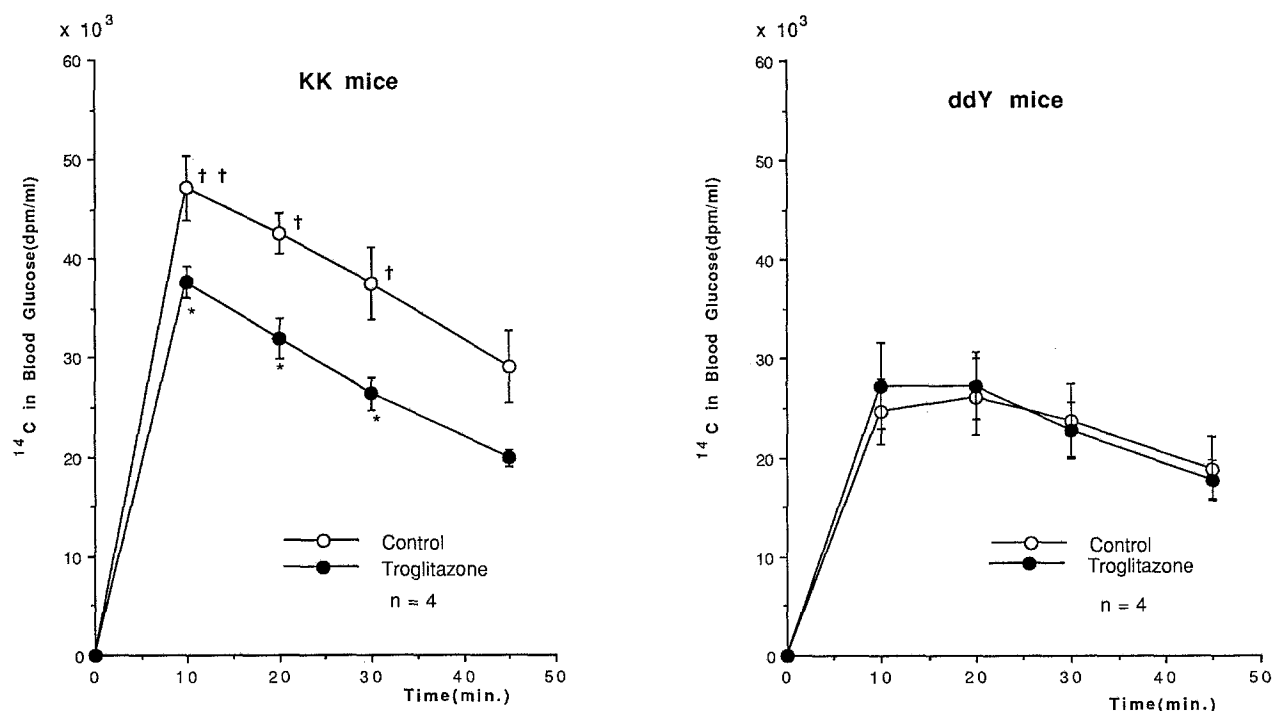 x 10³
60
KK mice
50
† †
†
†
40
*
*
*
30
20
10
0
¹⁴C in Blood Glucose(dpm/ml)
Control
Troglitazone
n = 4
0 10 20 30 40 50
Time(min.)
x 10³
60
ddY mice
50
40
30
20
10
0
¹⁴C in Blood Glucose(dpm/ml)
Control
Troglitazone
n = 4
0 10 20 30 40 50
Time(min.)